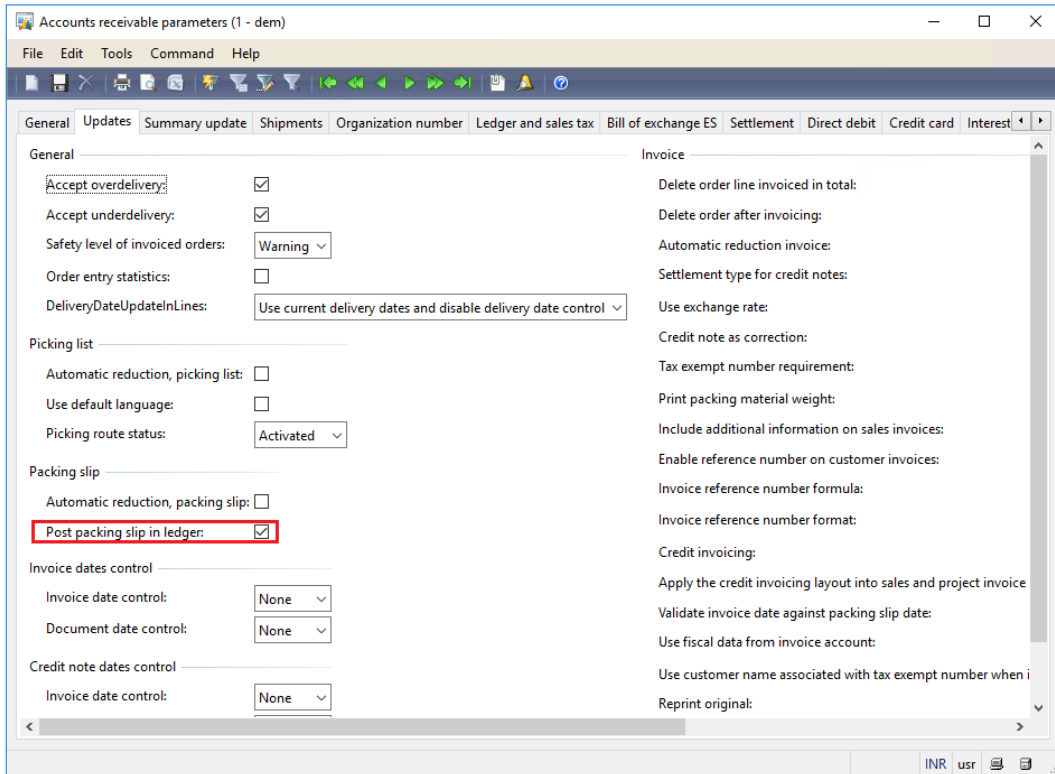 Accounts receivable parameters (1 - dem)
File Edit Tools Command Help
General Updates Summary update Shipments Organization number Ledger and sales tax Bill of exchange ES Settlement Direct debit Credit card Interest
General
Accept overdelivery:
Accept underdelivery:
Safety level of invoiced orders: Warning
Order entry statistics:
DeliveryDateUpdateInLines: Use current delivery dates and disable delivery date control
Picking list
Automatic reduction, picking list:
Use default language:
Picking route status: Activated
Packing slip
Automatic reduction, packing slip:
Post packing slip in ledger:
Invoice dates control
Invoice date control: None
Document date control: None
Credit note dates control
Invoice date control: None
Invoice
Delete order line invoiced in total:
Delete order after invoicing:
Automatic reduction invoice:
Settlement type for credit notes:
Use exchange rate:
Credit note as correction:
Tax exempt number requirement:
Print packing material weight:
Include additional information on sales invoices:
Enable reference number on customer invoices:
Invoice reference number formula:
Invoice reference number format:
Credit invoicing:
Apply the credit invoicing layout into sales and project invoice
Validate invoice date against packing slip date:
Use fiscal data from invoice account:
Use customer name associated with tax exempt number when i
Reprint original:
INR usr